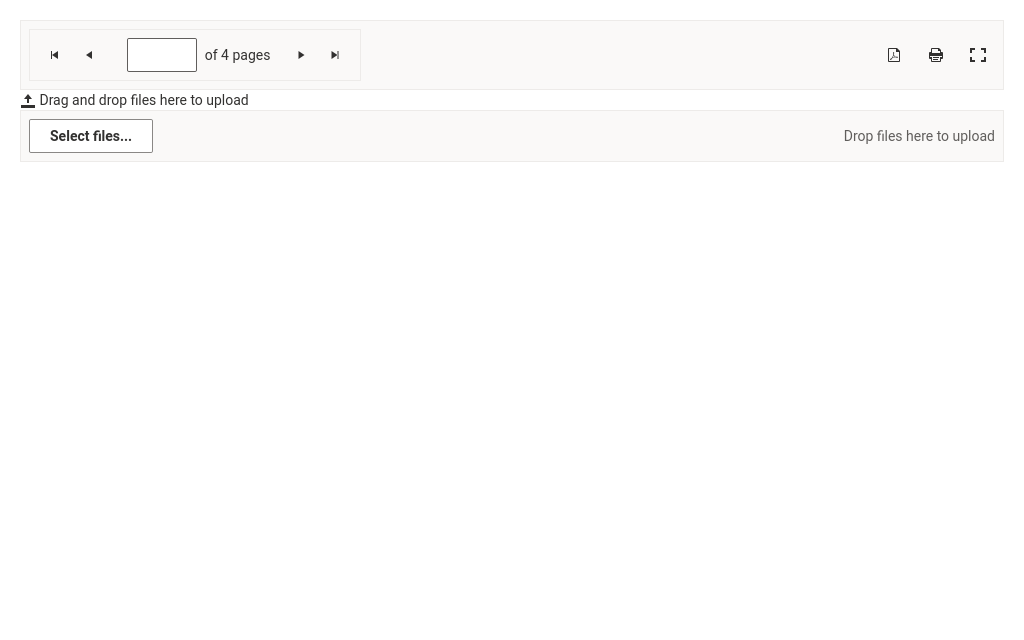 of 4 pages
Drag and drop files here to upload
Select files...
Drop files here to upload